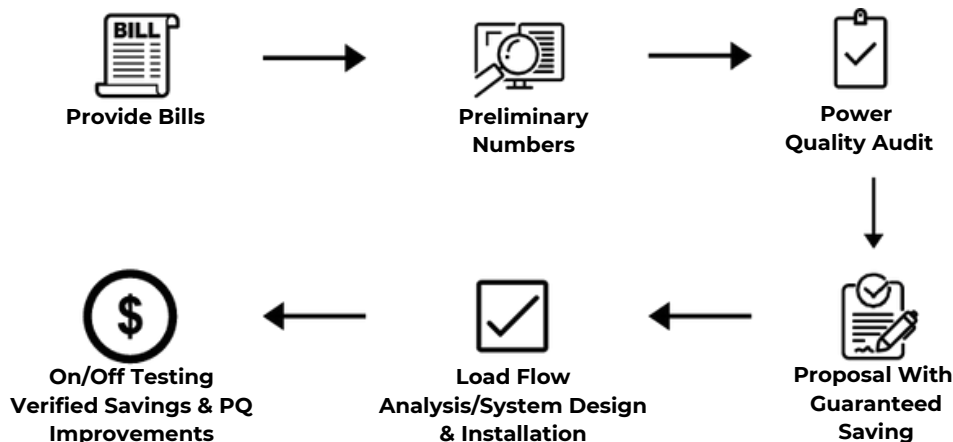 BILL
Provide Bills
Preliminary
Numbers
Power
Quality Audit
$
On/Off Testing
Verified Savings & PQ
Improvements
Load Flow
Analysis/System Design
& Installation
Proposal With
Guaranteed
Saving